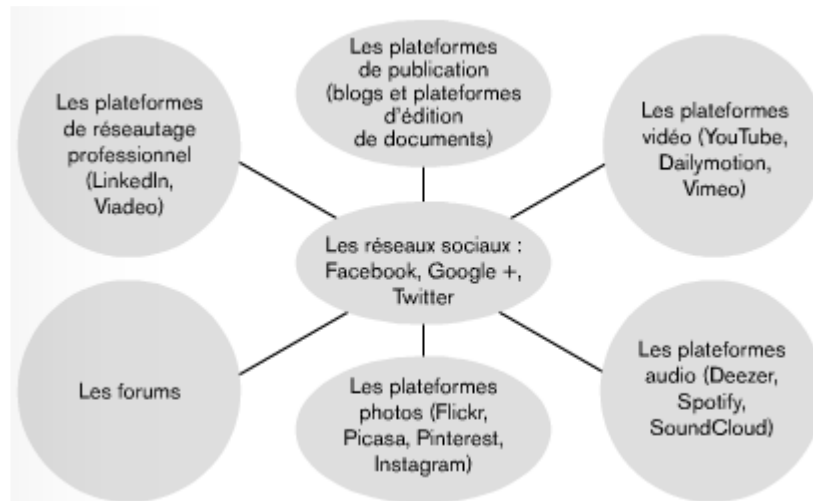 Les plateformes
de publication
(blogs et plateformes
d'édition
de documents)
Les plateformes
de réseautage
professionnel
(LinkedIn,
Viadeo)
Les plateformes
vidéo (YouTube,
Dailymotion,
Vimeo)
Les réseaux sociaux :
Facebook, Google +,
Twitter
Les forums
Les plateformes
photos (Flickr,
Picasa, Pinterest,
Instagram)
Les plateformes
audio (Deezer,
Spotify,
SoundCloud)